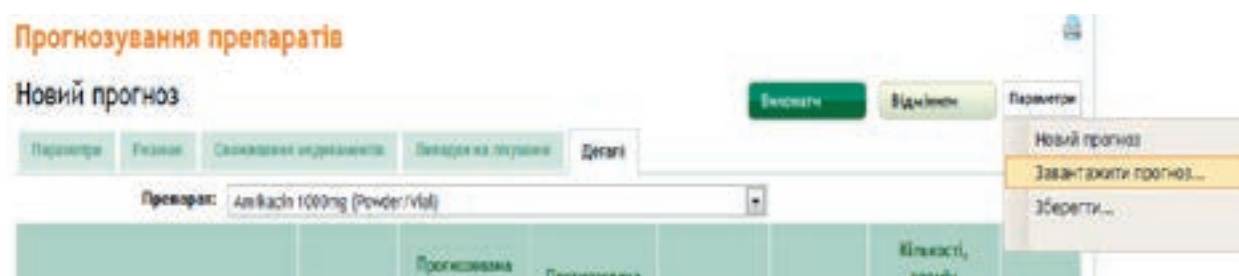 Прогнозування препаратів
Новий прогноз
Виконати
Відмінити
Параметри
Новий прогноз
Завантажити прогноз...
Зберегти...
Параметри
Резюме
Споживання медикаментів
Випадки на лікуванні
Деталі
Препарат: Amikacin 1000mg (Powder/Vial)
Прогнозована
Кількості,